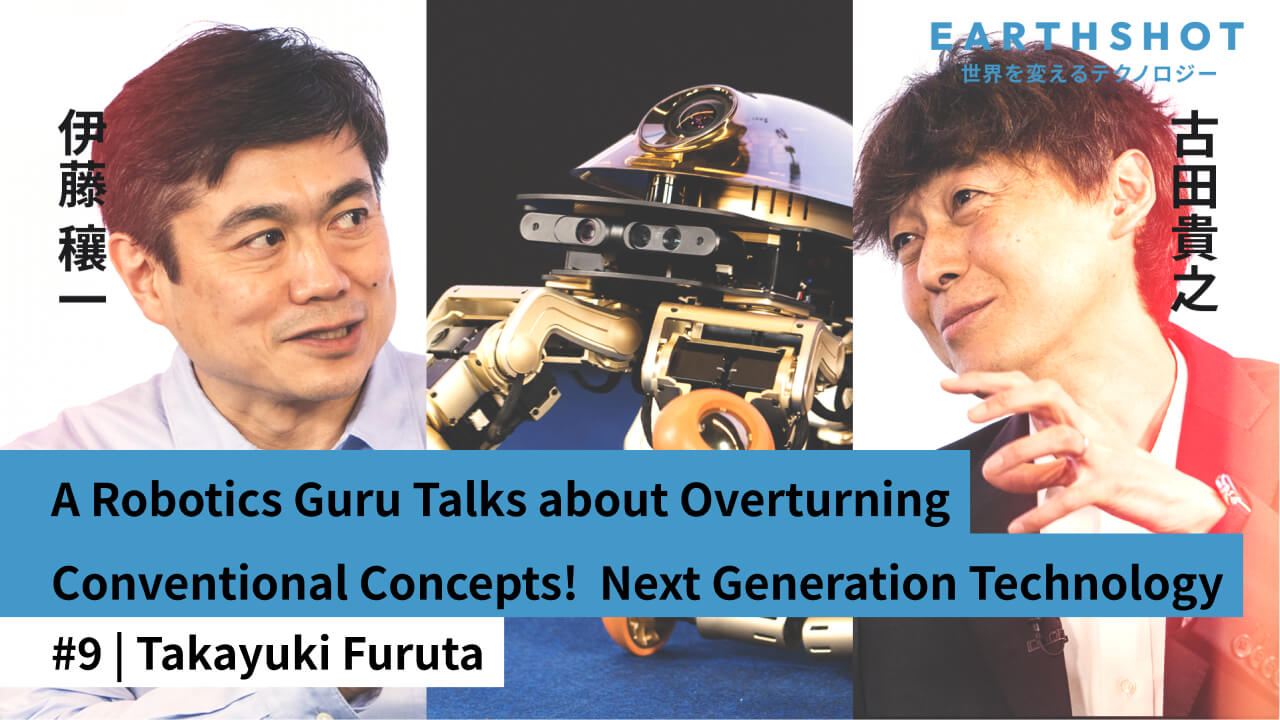 EARTHSHOT
世界を変えるテクノロジー
伊藤 穰一
古田貴之
A Robotics Guru Talks about Overturning
Conventional Concepts!  Next Generation Technology
#9 | Takayuki Furuta